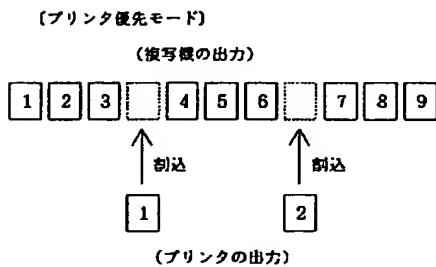 〔プリンタ優先モード〕
(複写機の出力)
1 2 3 4 5 6 7 8 9
割込 割込
1 2
(プリンタの出力)